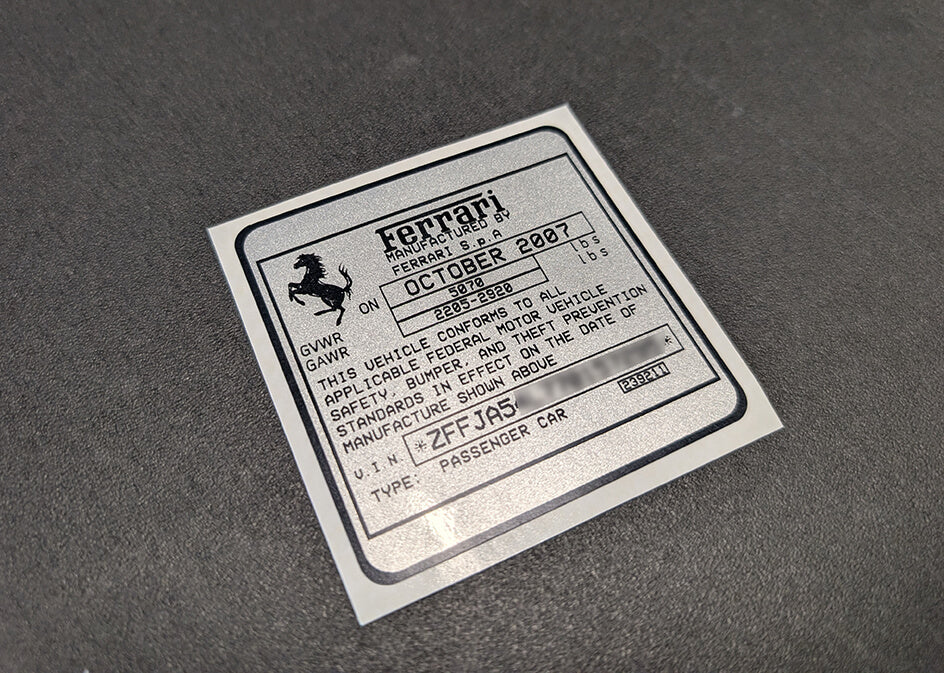 Ferrari
MANUFACTURED BY
FERRARI S.p.A
ON OCTOBER 2007
GVWR 5070 lbs
GAWR 2205-2920 lbs
THIS VEHICLE CONFORMS TO ALL
APPLICABLE FEDERAL MOTOR VEHICLE
SAFETY, BUMPER, AND THEFT PREVENTION
STANDARDS IN EFFECT ON THE DATE OF
MANUFACTURE SHOWN ABOVE
V.I.N *ZFFJA5 *
239211
TYPE: PASSENGER CAR